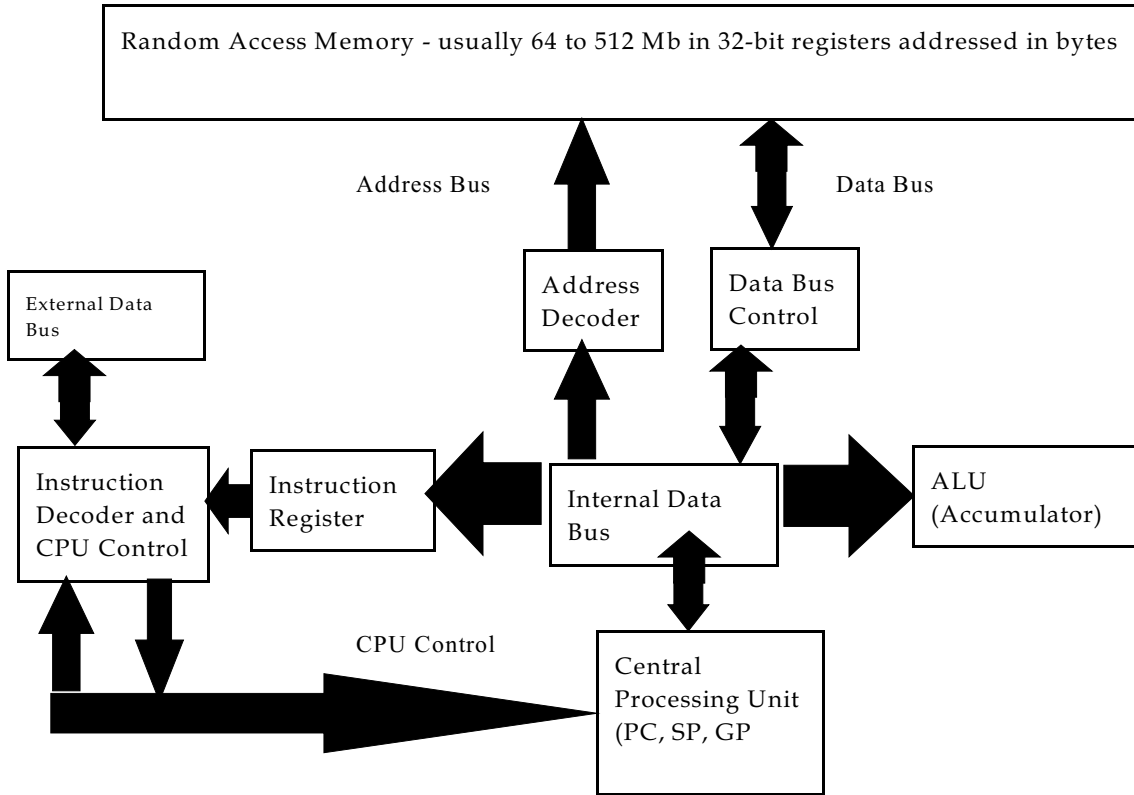 Random Access Memory - usually 64 to 512 Mb in 32-bit registers addressed in bytes
Address Bus
Data Bus
Address
Decoder
Data Bus
Control
External Data
Bus
Instruction
Decoder and
CPU Control
Instruction
Register
Internal Data
Bus
ALU
(Accumulator)
CPU Control
Central
Processing Unit
(PC, SP, GP